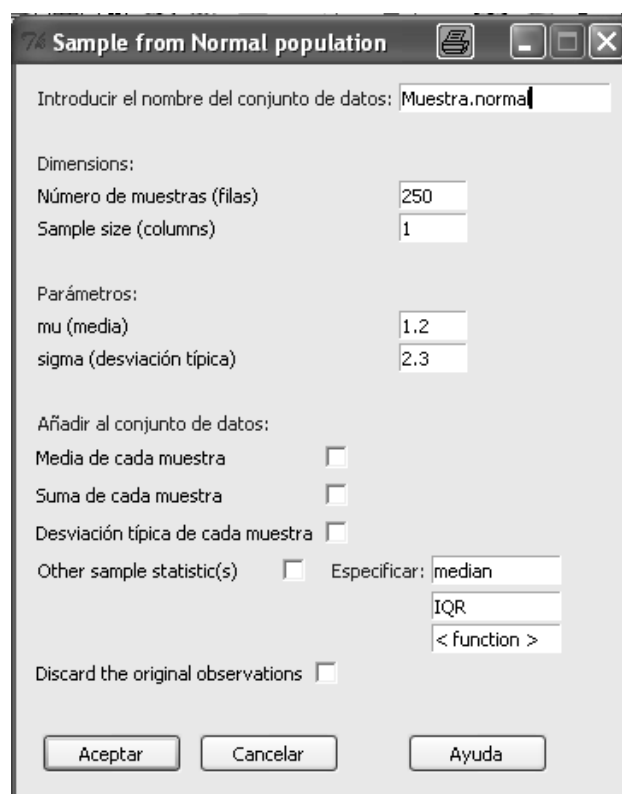 Sample from Normal population
Introducir el nombre del conjunto de datos: Muestra.normal
Dimensions:
Número de muestras (filas) 250
Sample size (columns) 1
Parámetros:
mu (media) 1.2
sigma (desviación típica) 2.3
Añadir al conjunto de datos:
Media de cada muestra
Suma de cada muestra
Desviación típica de cada muestra
Other sample statistic(s) Especificar: median
IQR
< function >
Discard the original observations
Aceptar Cancelar Ayuda